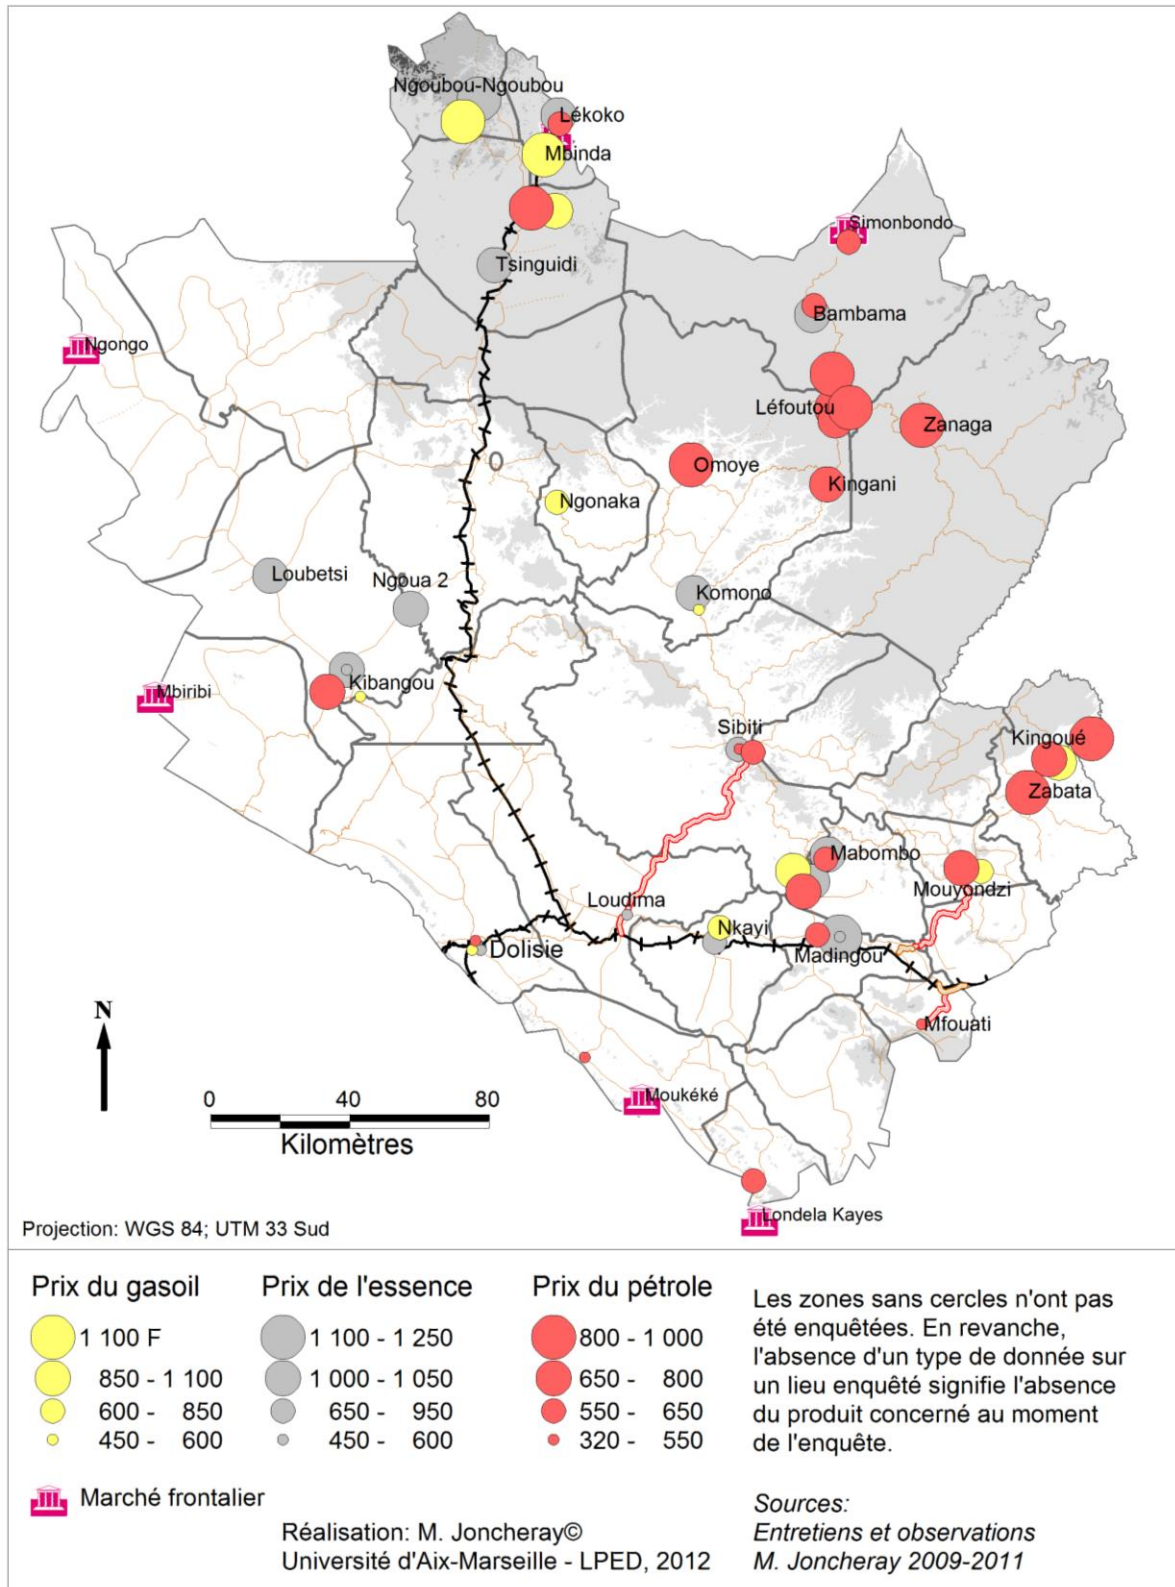 Ngoubou-Ngoubou
Lékoko
Mbinda
Simonbondo
Tsinguidi
Bambama
Ngongo
Léfoutou
Zanaga
Omoye
Kingani
Ngonaka
Loubetsi
Ngoua 2
Komono
Kibangou
Mbiribi
Sibiti
Kingoué
Zabata
Mabombo
Mouyondzi
Loudima
Nkayi
Dolisie
Madingou
N
Mfouati
Moukéké
0 40 80
Kilomètres
Londela Kayes
Projection: WGS 84; UTM 33 Sud
Prix du gasoil
1 100 F
850 - 1 100
600 - 850
450 - 600
Prix de l'essence
1 100 - 1 250
1 000 - 1 050
650 - 950
450 - 600
Prix du pétrole
800 - 1 000
650 - 800
550 - 650
320 - 550
Les zones sans cercles n'ont pas
été enquêtées. En revanche,
l'absence d'un type de donnée sur
un lieu enquêté signifie l'absence
du produit concerné au moment
de l'enquête.
Marché frontalier
Réalisation: M. Joncheray©
Université d'Aix-Marseille - LPED, 2012
Sources:
Entretiens et observations
M. Joncheray 2009-2011